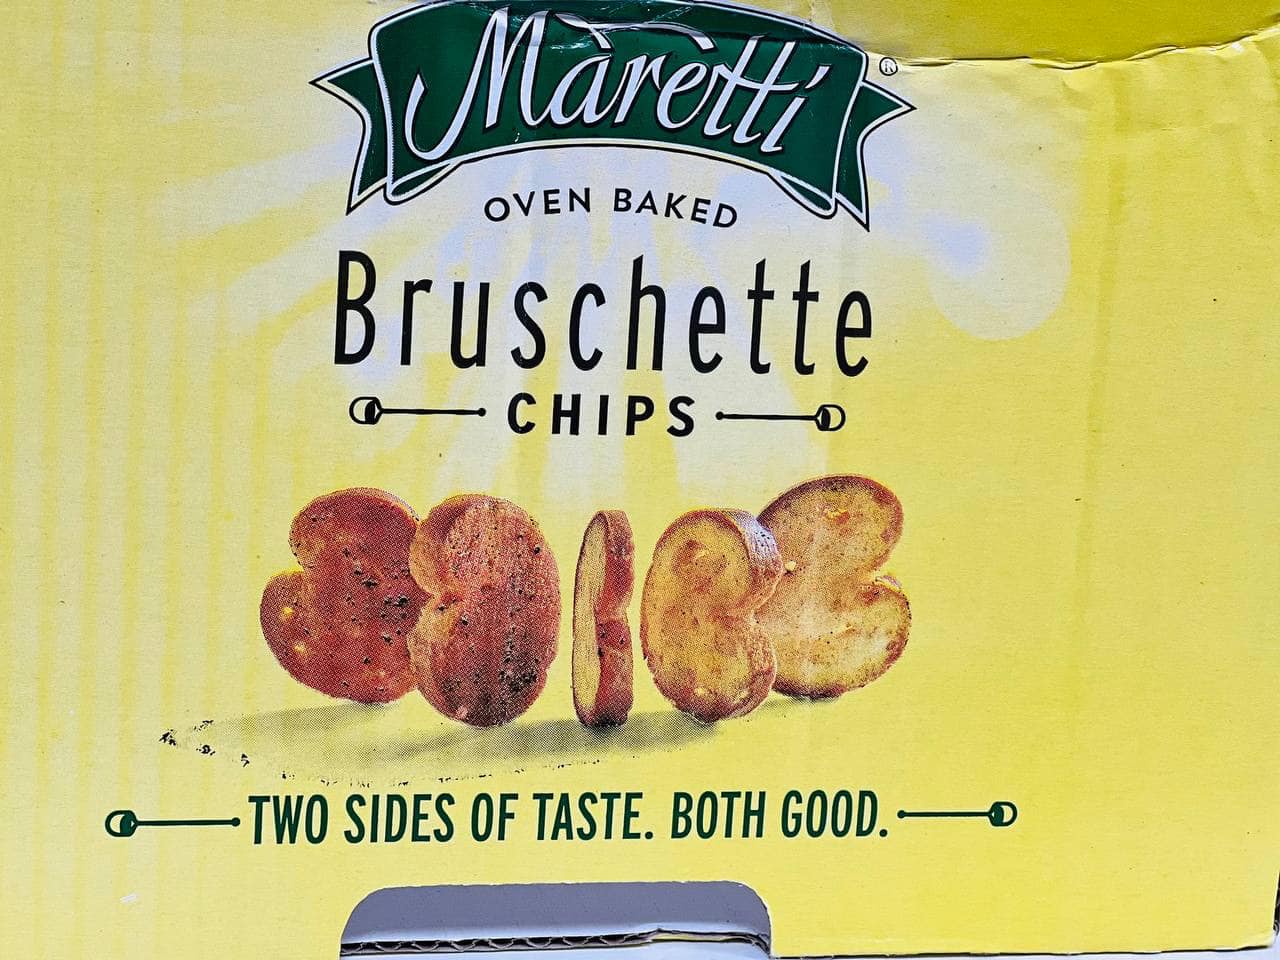 Maretti ®
OVEN BAKED
Bruschette
CHIPS
TWO SIDES OF TASTE. BOTH GOOD.